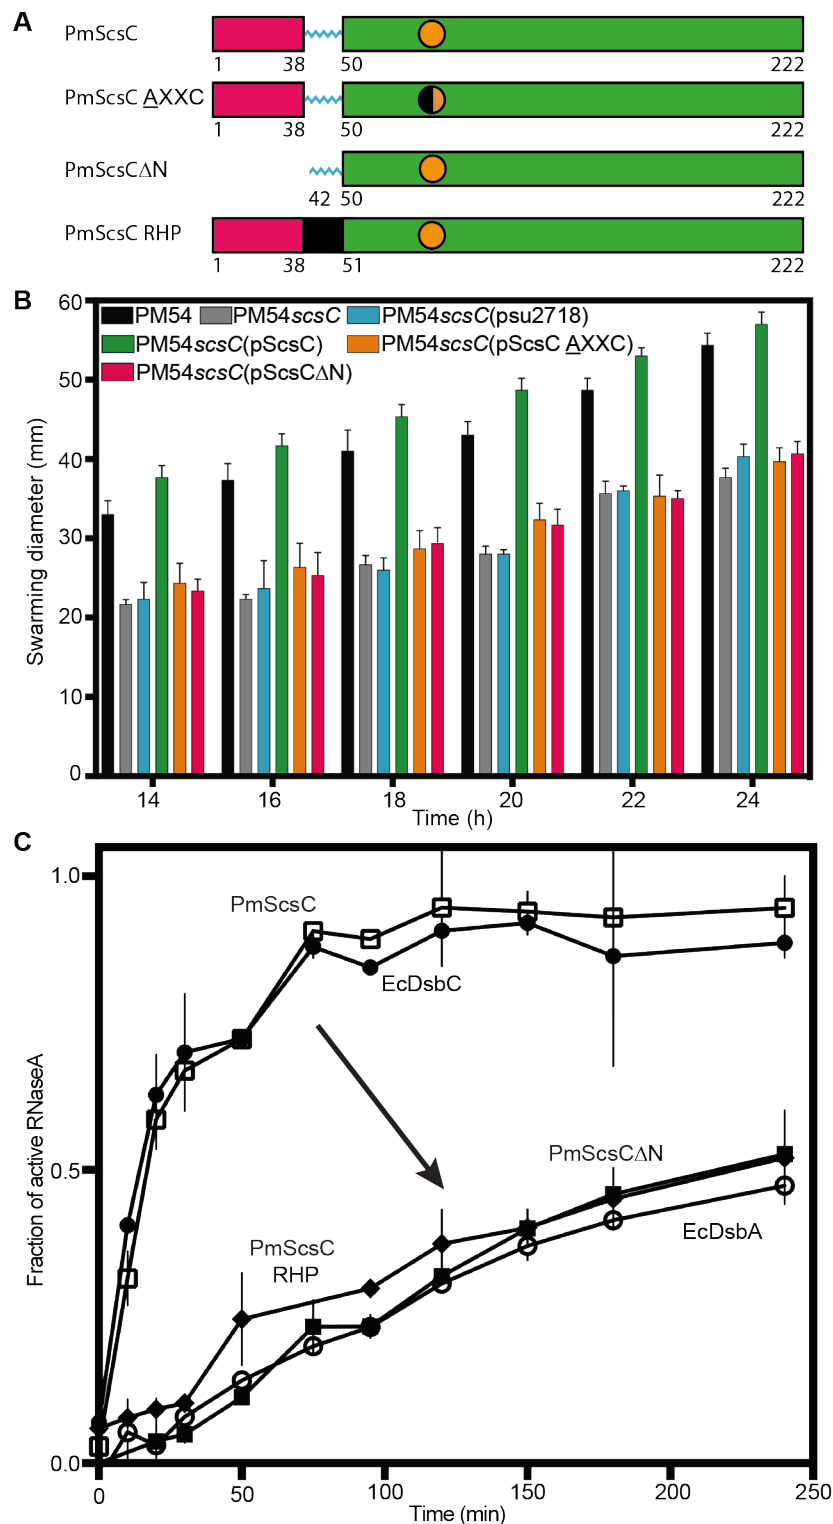 A
PmScsC
1 38 50 222
PmScsC AXXC
1 38 50 222
PmScsCΔN
42 50 222
PmScsC RHP
1 38 51 222
B
60
50
40
30
20
10
0
Swarming diameter (mm)
PM54 PM54scsC PM54scsC(psu2718)
PM54scsC(pScsC) PM54scsC(pScsC AXXC)
PM54scsC(pScsCΔN)
14 16 18 20 22 24
Time (h)
C
1.0
0.5
0.0
Fraction of active RNaseA
PmScsC
EcDsbC
PmScsCΔN
EcDsbA
PmScsC
RHP
0 50 100 150 200 250
Time (min)